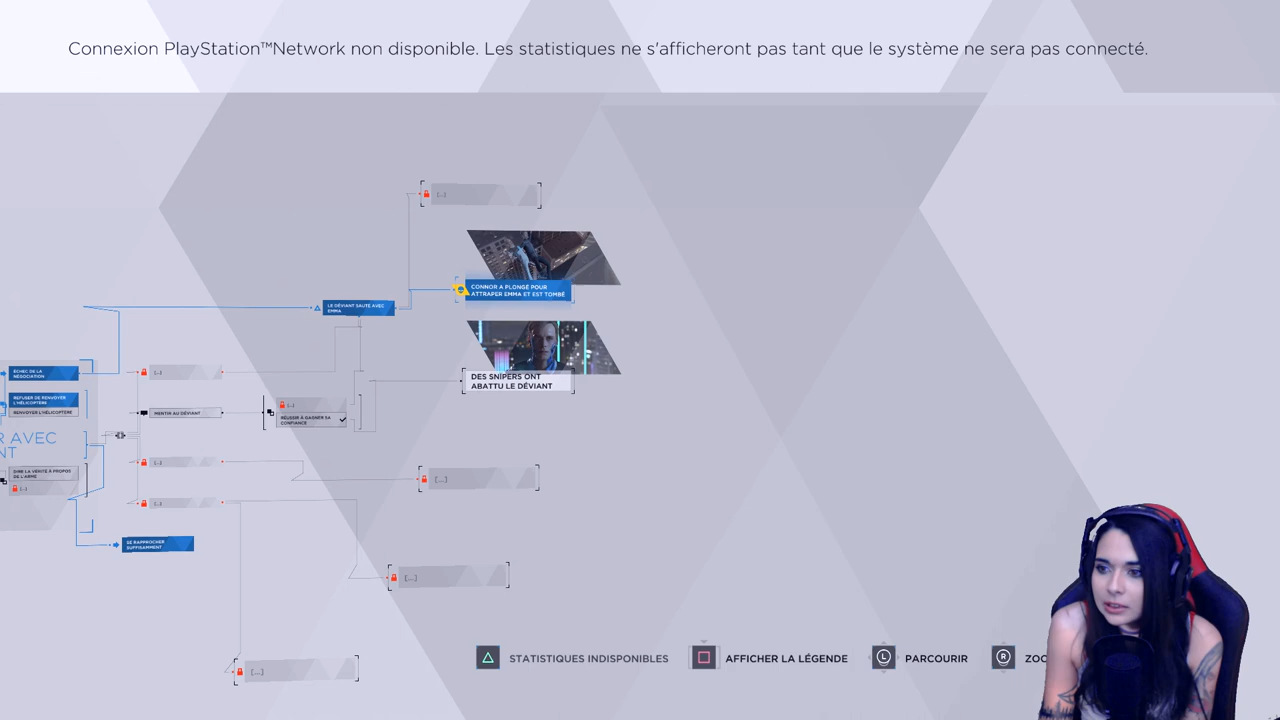 Connexion PlayStation™Network non disponible. Les statistiques ne s'afficheront pas tant que le système ne sera pas connecté.
[...]
CONNOR A PLONGÉ POUR
ATTRAPER EMMA ET EST TOMBÉ
LE DÉVIANT SAUTE AVEC
EMMA
DES SNIPERS ONT
ABATTU LE DÉVIANT
ÉCHEC DE LA
NÉGOCIATION
[...]
REFUSER DE RENVOYER
L'HÉLICOPTÈRE
RENVOYER L'HÉLICOPTÈRE
MENTIR AU DÉVIANT
[...]
RÉUSSIR À GAGNER SA
CONFIANCE
R AVEC
NT
DIRE LA VÉRITÉ À PROPOS
DE L'ARME
[...]
[...]
[...]
[...]
SE RAPPROCHER
SUFFISAMMENT
[...]
[...]
STATISTIQUES INDISPONIBLES
AFFICHER LA LÉGENDE
L
PARCOURIR
R
ZOO